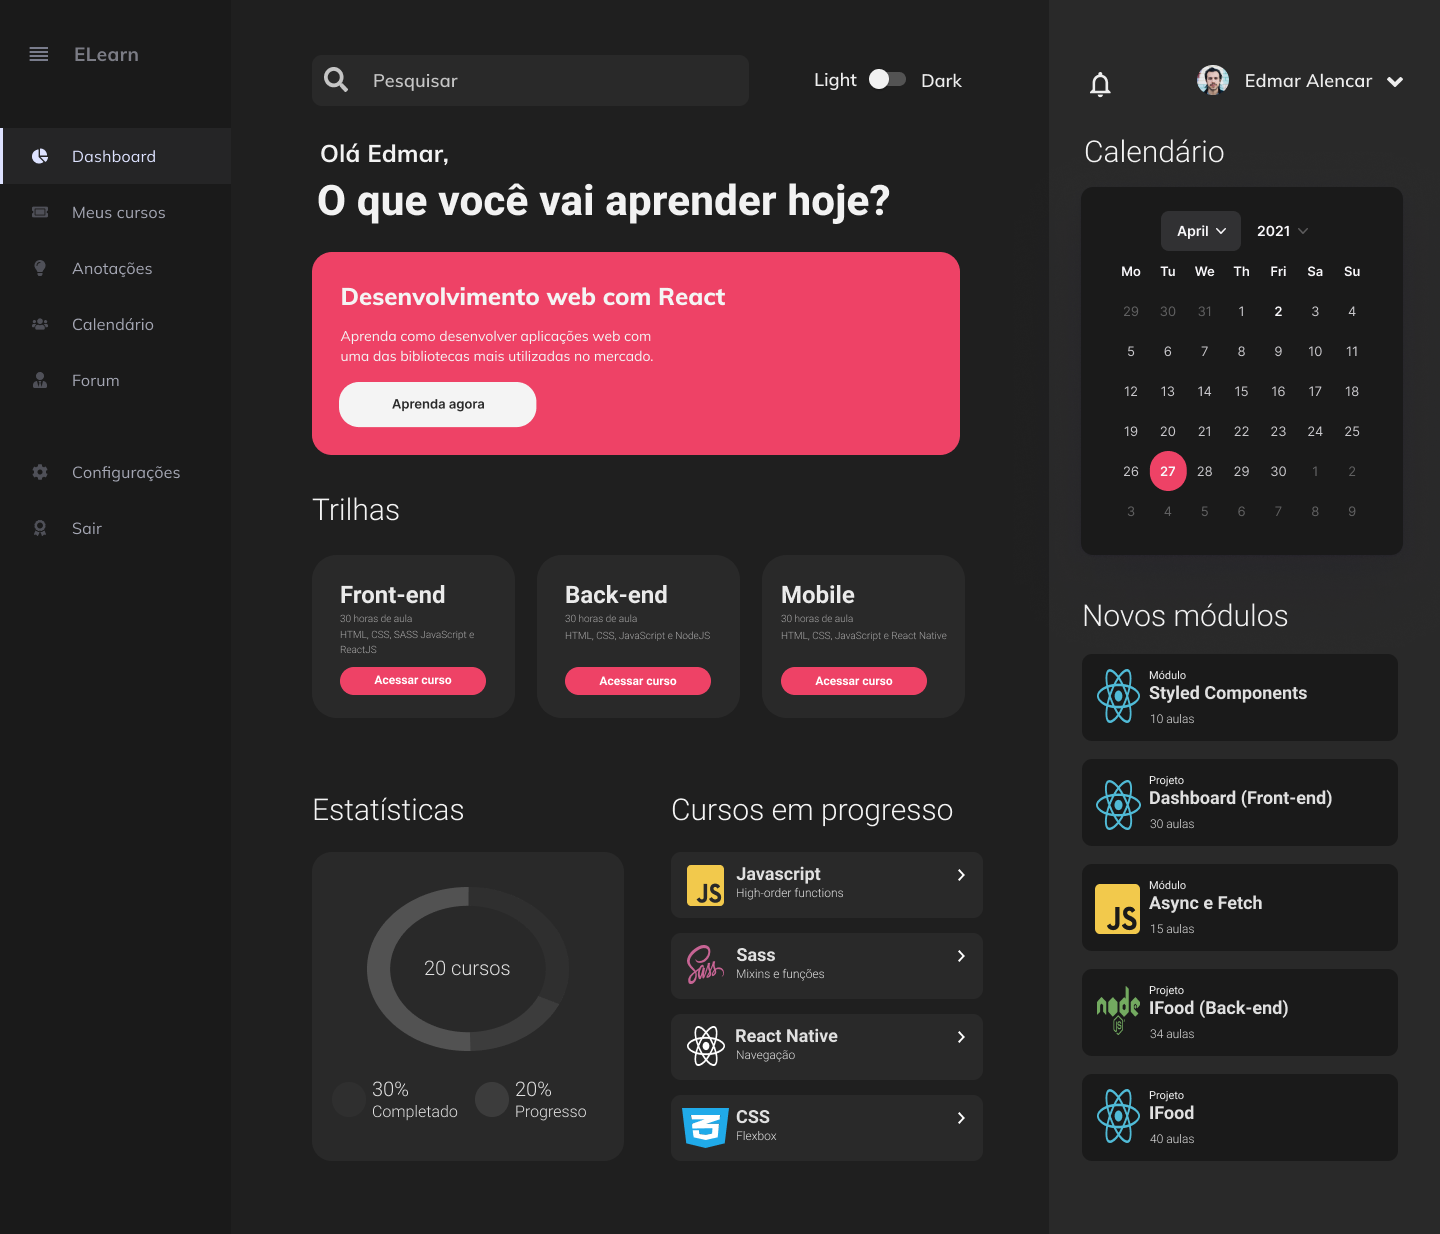 ELearn
Dashboard
Meus cursos
Anotações
Calendário
Forum
Configurações
Sair
Pesquisar
Light
Dark
Olá Edmar,
O que você vai aprender hoje?
Desenvolvimento web com React
Aprenda como desenvolver aplicações web com
uma das bibliotecas mais utilizadas no mercado.
Aprenda agora
Trilhas
Front-end
30 horas de aula
HTML, CSS, SASS JavaScript e
ReactJS
Acessar curso
Back-end
30 horas de aula
HTML, CSS, JavaScript e NodeJS
Acessar curso
Mobile
30 horas de aula
HTML, CSS, JavaScript e React Native
Acessar curso
Estatísticas
20 cursos
30%
Completado
20%
Progresso
Cursos em progresso
JS
Javascript
High-order functions
Sass
Sass
Mixins e funções
React Native
Navegação
CSS
Flexbox
Edmar Alencar
Calendário
April 2021
Mo Tu We Th Fri Sa Su
29 30 31 1 2 3 4
5 6 7 8 9 10 11
12 13 14 15 16 17 18
19 20 21 22 23 24 25
26 27 28 29 30 1 2
3 4 5 6 7 8 9
Novos módulos
Módulo
Styled Components
10 aulas
Projeto
Dashboard (Front-end)
30 aulas
JS
Módulo
Async e Fetch
15 aulas
node
JS
Projeto
IFood (Back-end)
34 aulas
Projeto
IFood
40 aulas